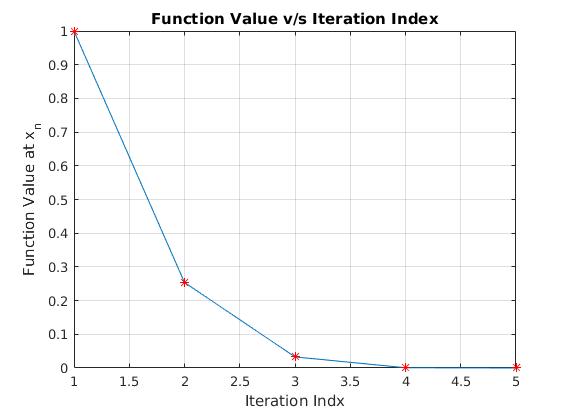 Function Value v/s Iteration Index
1
0.9
0.8
0.7
0.6
0.5
0.4
0.3
0.2
0.1
0
Function Value at x_n
1 1.5 2 2.5 3 3.5 4 4.5 5
Iteration Indx